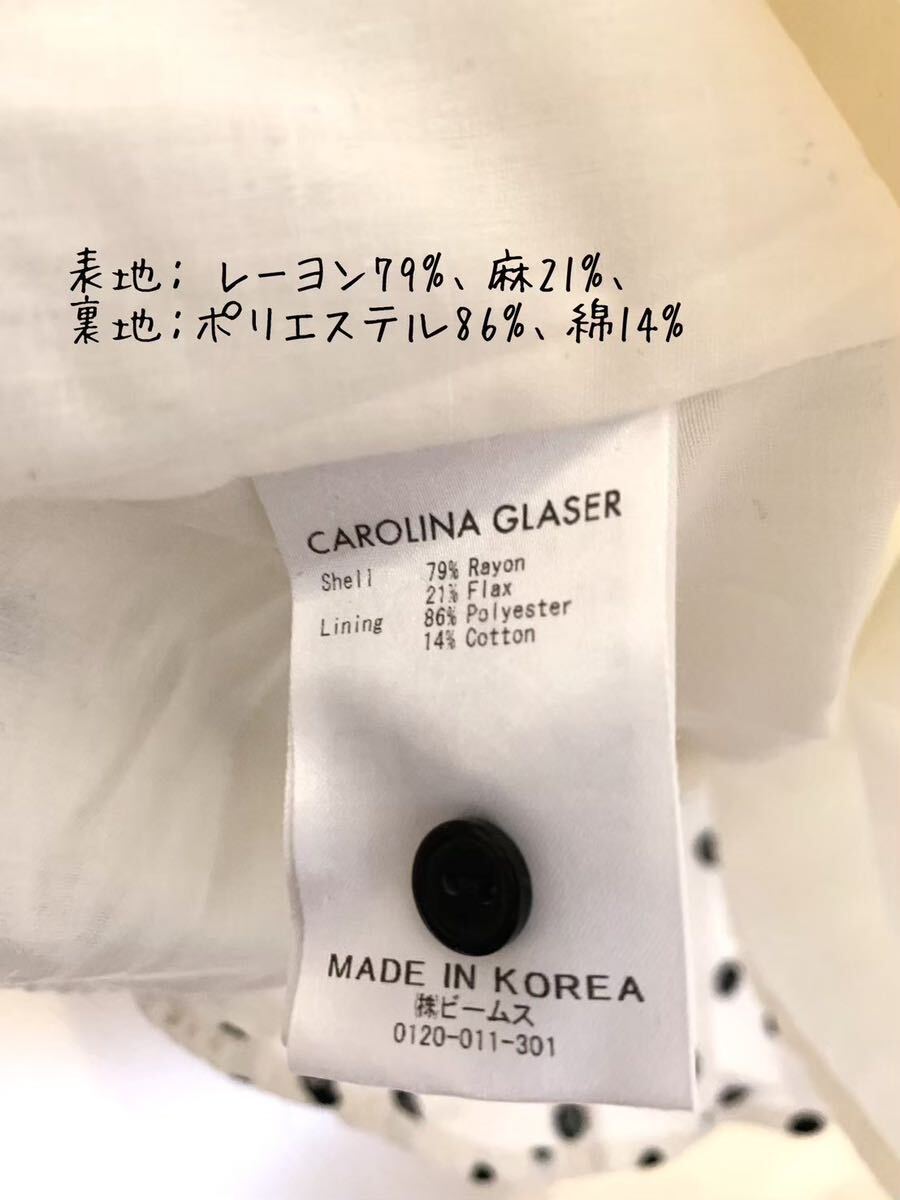 表地; レーヨン79%、麻21%、
裏地;ポリエステル86%、綿14%
CAROLINA GLASER
Shell 79% Rayon
21% Flax
Lining 86% Polyester
14% Cotton
MADE IN KOREA
㈱ビームス
0120-011-301